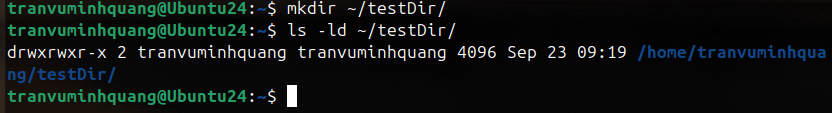 tranvuminhquang@Ubuntu24:~$ mkdir ~/testDir/
tranvuminhquang@Ubuntu24:~$ ls -ld ~/testDir/
drwxrwxr-x 2 tranvuminhquang tranvuminhquang 4096 Sep 23 09:19 /home/tranvuminhqua
ng/testDir/
tranvuminhquang@Ubuntu24:~$